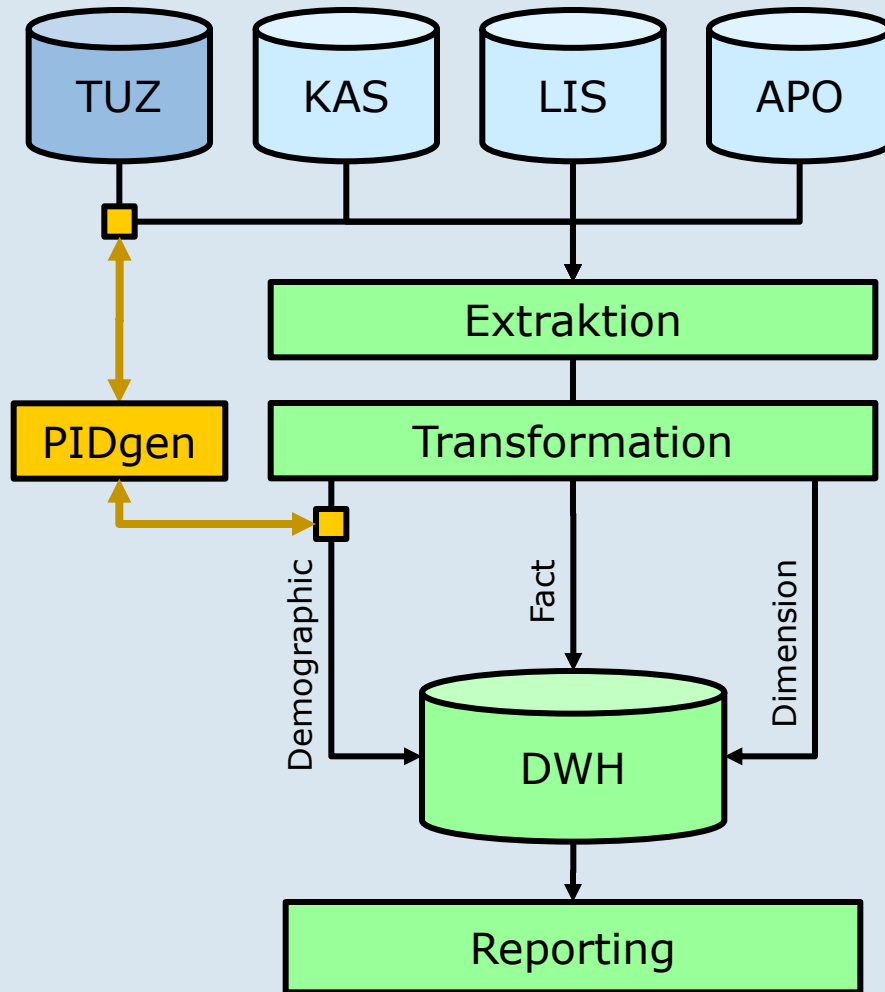 TUZ
KAS
LIS
APO
Extraktion
PIDgen
Transformation
Demographic
Fact
Dimension
DWH
Reporting